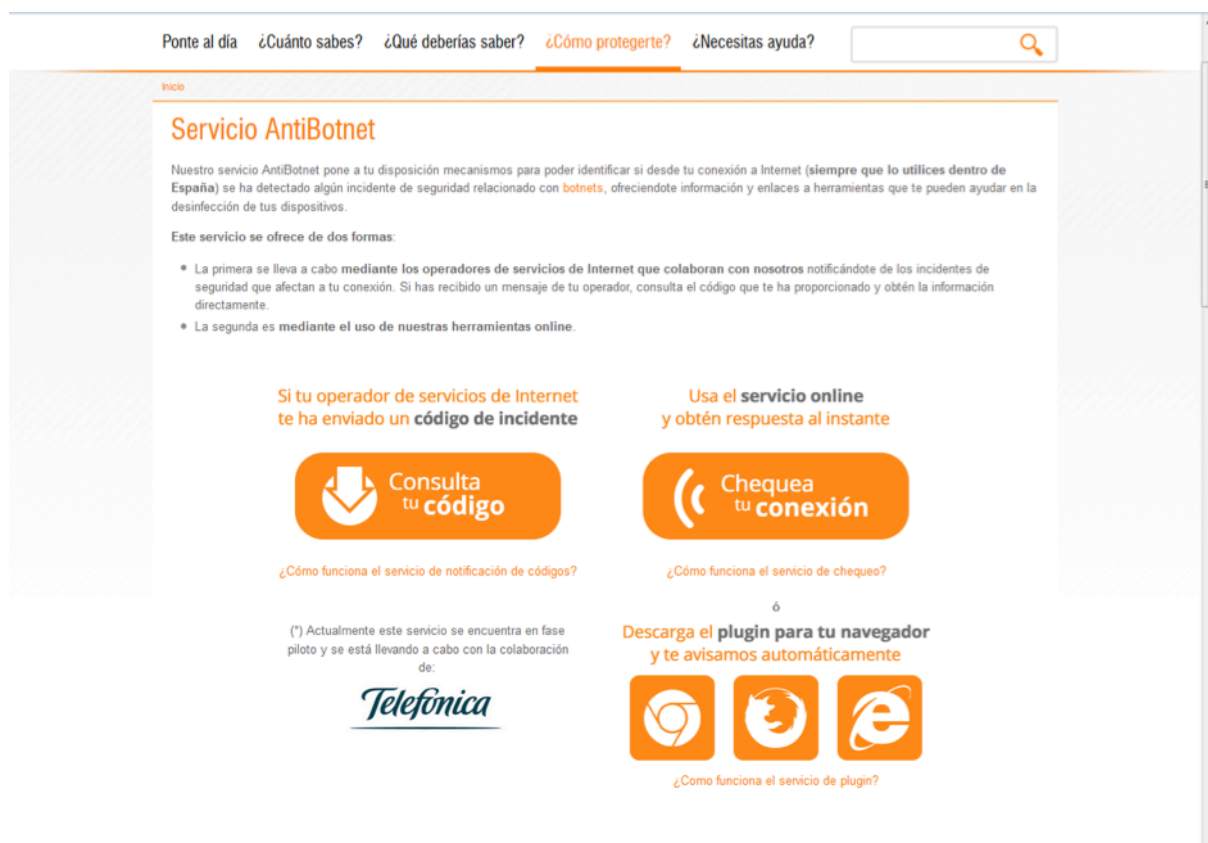 Ponte al día ¿Cuánto sabes? ¿Qué deberías saber? ¿Cómo protegerte? ¿Necesitas ayuda?
Inicio
Servicio AntiBotnet
Nuestro servicio AntiBotnet pone a tu disposición mecanismos para poder identificar si desde tu conexión a Internet (siempre que lo utilices dentro de
España) se ha detectado algún incidente de seguridad relacionado con botnets, ofreciendote información y enlaces a herramientas que te pueden ayudar en la
desinfección de tus dispositivos.
Este servicio se ofrece de dos formas:
La primera se lleva a cabo mediante los operadores de servicios de Internet que colaboran con nosotros notificándote de los incidentes de
seguridad que afectan a tu conexión. Si has recibido un mensaje de tu operador, consulta el código que te ha proporcionado y obtén la información
directamente.
La segunda es mediante el uso de nuestras herramientas online.
Si tu operador de servicios de Internet
te ha enviado un código de incidente
Consulta
tu código
¿Cómo funciona el servicio de notificación de códigos?
(*) Actualmente este servicio se encuentra en fase
piloto y se está llevando a cabo con la colaboración
de:
Telefónica
Usa el servicio online
y obtén respuesta al instante
Chequea
tu conexión
¿Cómo funciona el servicio de chequeo?
ó
Descarga el plugin para tu navegador
y te avisamos automáticamente
¿Como funciona el servicio de plugin?